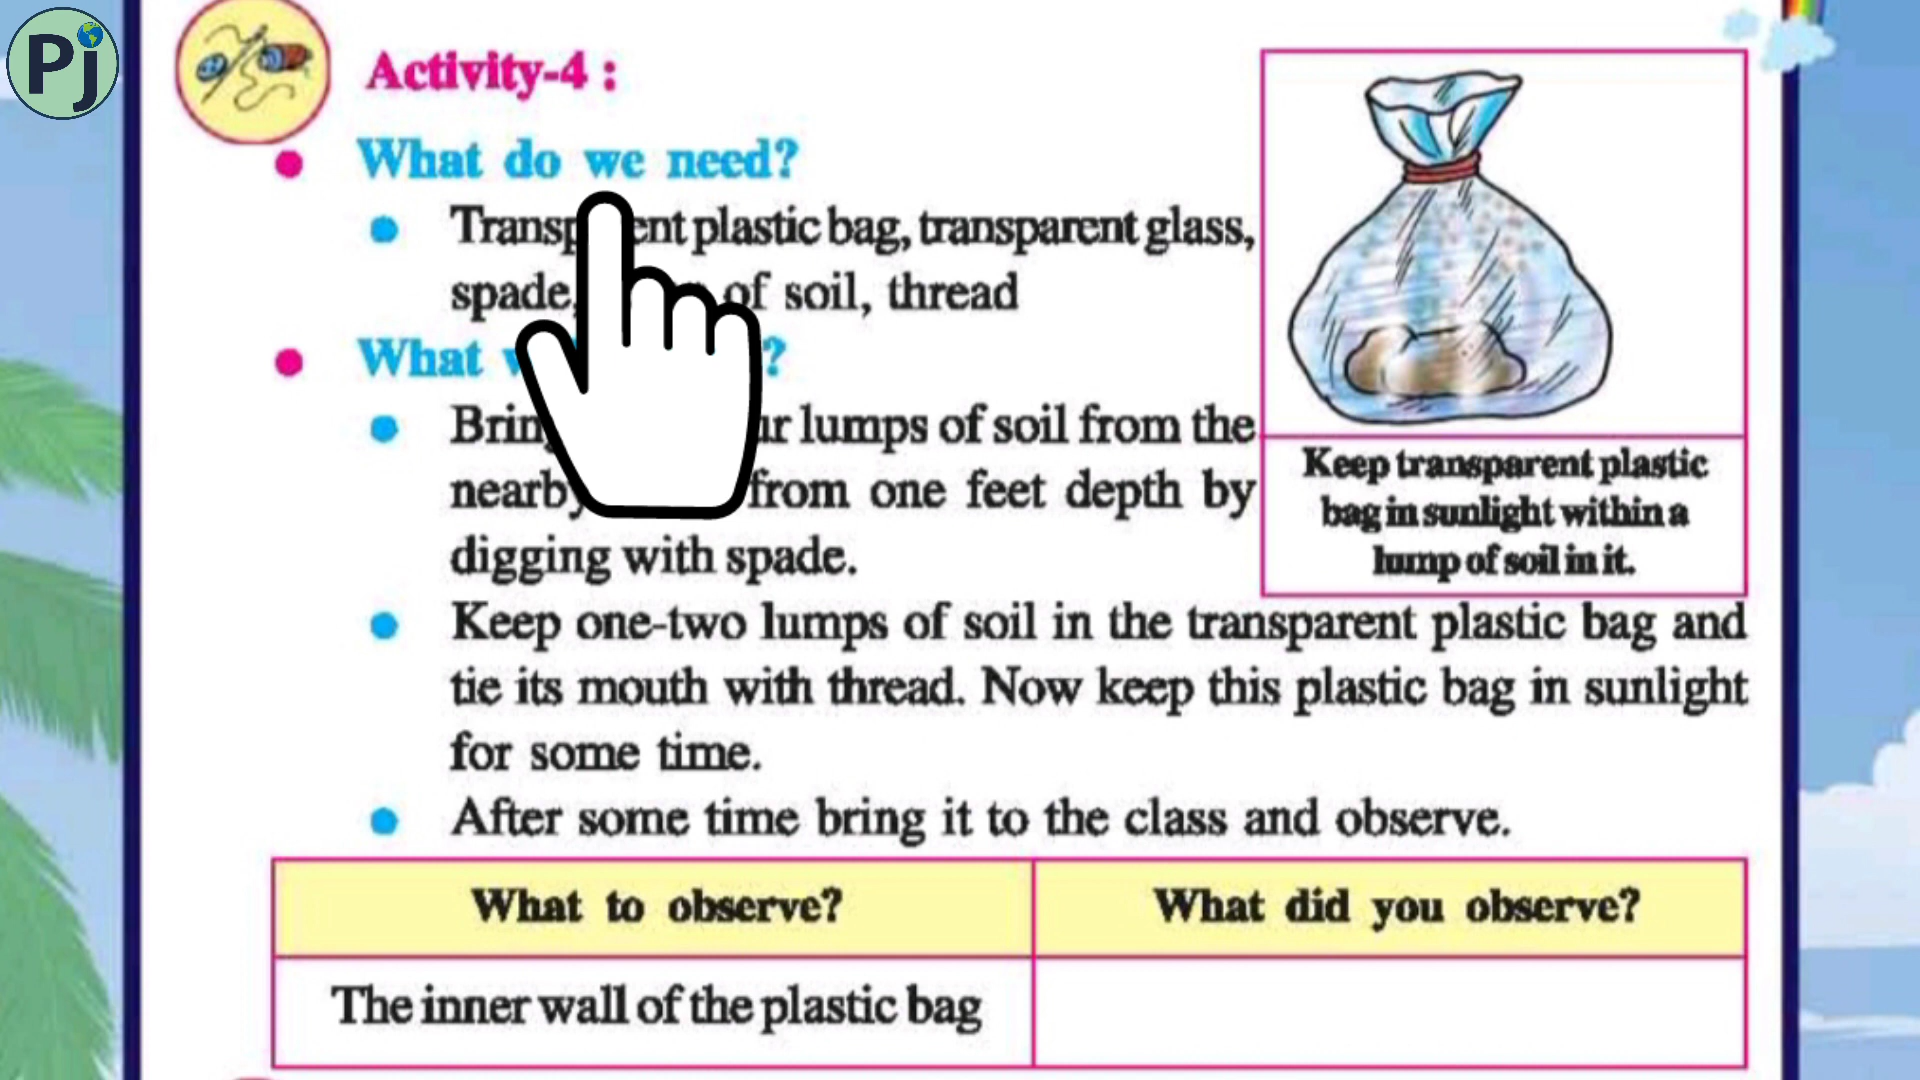 Pj
Activity-4 :
What do we need?
plastic bag, transparent glass,
spade, of soil, thread
What ?
lumps of soil from the
from one feet depth by
digging with spade.
Keep transparent plastic
bag in sunlight within a
lump of soil in it.
Keep one-two lumps of soil in the transparent plastic bag and
tie its mouth with thread. Now keep this plastic bag in sunlight
for some time.
After some time bring it to the class and observe.
What to observe?
What did you observe?
The inner wall of the plastic bag